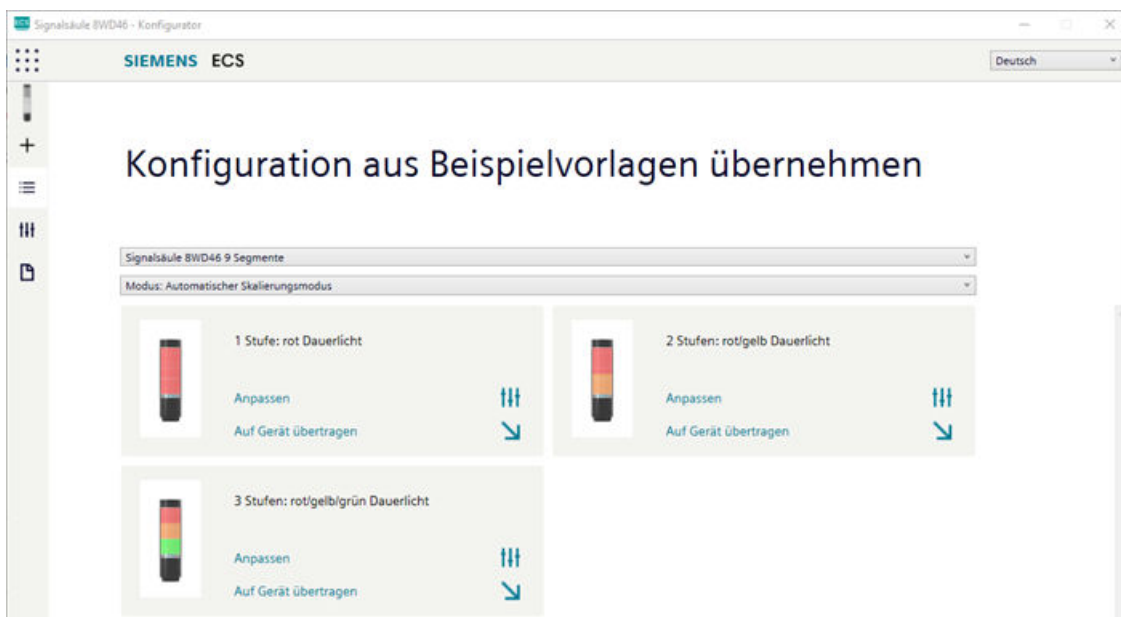 ECS Signalsäule 8WD46 - Konfigurator
SIEMENS ECS
Deutsch
Konfiguration aus Beispielvorlagen übernehmen
Signalsäule 8WD46 9 Segmente
Modus: Automatischer Skalierungsmodus
1 Stufe: rot Dauerlicht
Anpassen
Auf Gerät übertragen
2 Stufen: rot/gelb Dauerlicht
Anpassen
Auf Gerät übertragen
3 Stufen: rot/gelb/grün Dauerlicht
Anpassen
Auf Gerät übertragen